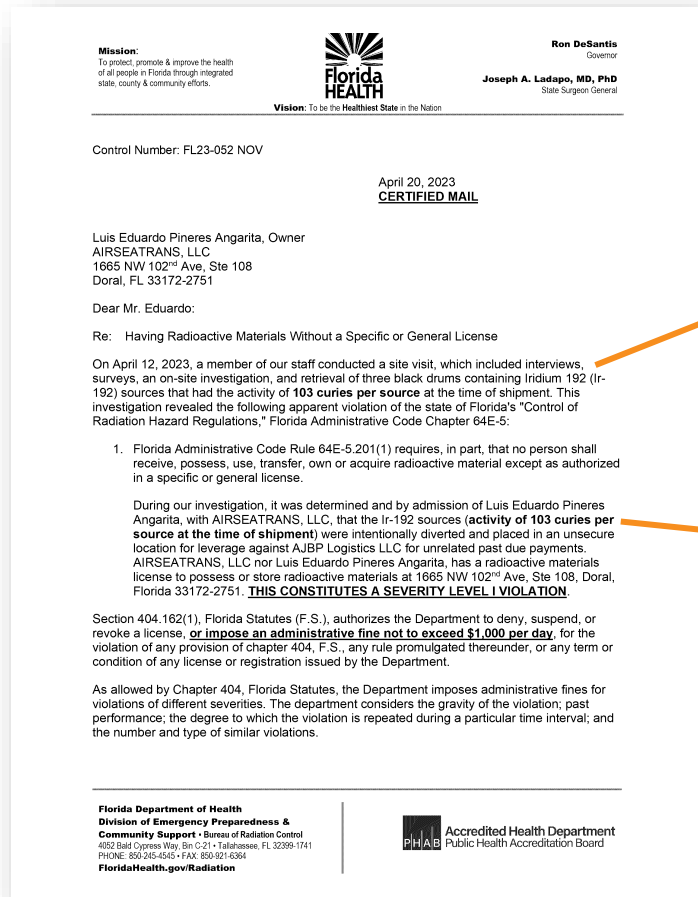 Mission:
To protect, promote & improve the health
of all people in Florida through integrated
state, county & community efforts.
Florida
HEALTH
Vision: To be the Healthiest State in the Nation
Ron DeSantis
Governor
Joseph A. Ladapo, MD, PhD
State Surgeon General
Control Number: FL23-052 NOV
April 20, 2023
CERTIFIED MAIL
Luis Eduardo Pineres Angarita, Owner
AIRSEATRANS, LLC
1665 NW 102nd Ave, Ste 108
Doral, FL 33172-2751
Dear Mr. Eduardo:
Re: Having Radioactive Materials Without a Specific or General License
On April 12, 2023, a member of our staff conducted a site visit, which included interviews,
surveys, an on-site investigation, and retrieval of three black drums containing Iridium 192 (Ir-
192) sources that had the activity of 103 curies per source at the time of shipment. This
investigation revealed the following apparent violation of the state of Florida's "Control of
Radiation Hazard Regulations," Florida Administrative Code Chapter 64E-5:
1. Florida Administrative Code Rule 64E-5.201(1) requires, in part, that no person shall
receive, possess, use, transfer, own or acquire radioactive material except as authorized
in a specific or general license.
During our investigation, it was determined and by admission of Luis Eduardo Pineres
Angarita, with AIRSEATRANS, LLC, that the Ir-192 sources (activity of 103 curies per
source at the time of shipment) were intentionally diverted and placed in an unsecure
location for leverage against AJBP Logistics LLC for unrelated past due payments.
AIRSEATRANS, LLC nor Luis Eduardo Pineres Angarita, has a radioactive materials
license to possess or store radioactive materials at 1665 NW 102nd Ave, Ste 108, Doral,
Florida 33172-2751. THIS CONSTITUTES A SEVERITY LEVEL I VIOLATION.
Section 404.162(1), Florida Statutes (F.S.), authorizes the Department to deny, suspend, or
revoke a license, or impose an administrative fine not to exceed $1,000 per day, for the
violation of any provision of chapter 404, F.S., any rule promulgated thereunder, or any term or
condition of any license or registration issued by the Department.
As allowed by Chapter 404, Florida Statutes, the Department imposes administrative fines for
violations of different severities. The department considers the gravity of the violation; past
performance; the degree to which the violation is repeated during a particular time interval; and
the number and type of similar violations.
Florida Department of Health
Division of Emergency Preparedness &
Community Support • Bureau of Radiation Control
4052 Bald Cypress Way, Bin C-21 • Tallahassee, FL 32399-1741
PHONE: 850-245-4545 • FAX: 850-921-6364
FloridaHealth.gov/Radiation
PHAB
Accredited Health Department
Public Health Accreditation Board